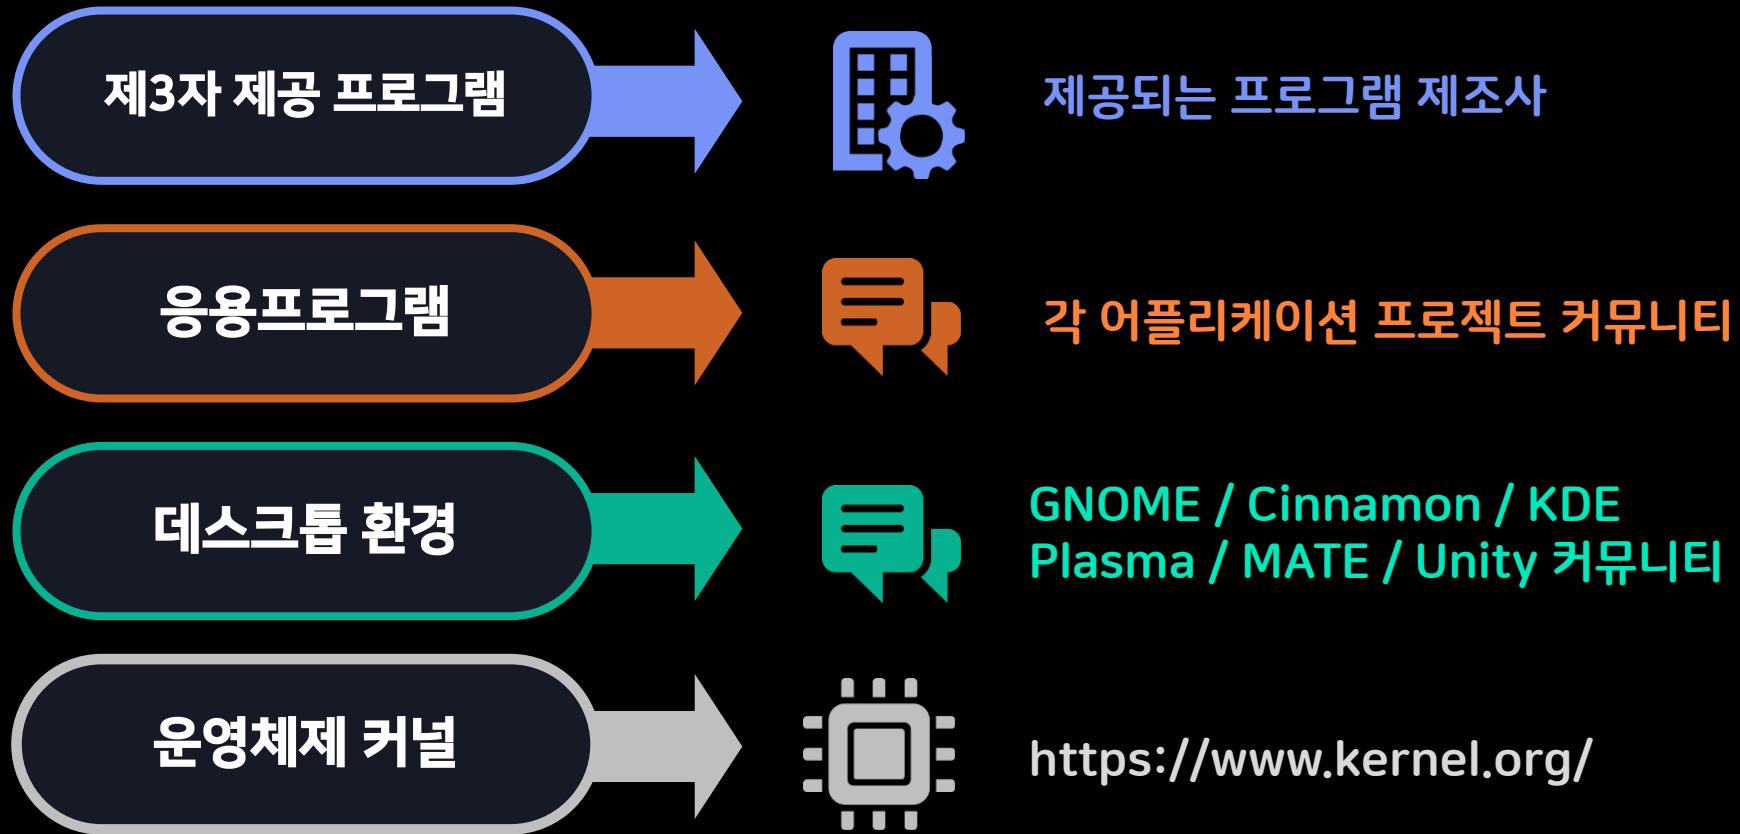 제3자 제공 프로그램
제공되는 프로그램 제조사
응용프로그램
각 어플리케이션 프로젝트 커뮤니티
데스크톱 환경
GNOME / Cinnamon / KDE
Plasma / MATE / Unity 커뮤니티
운영체제 커널
https://www.kernel.org/